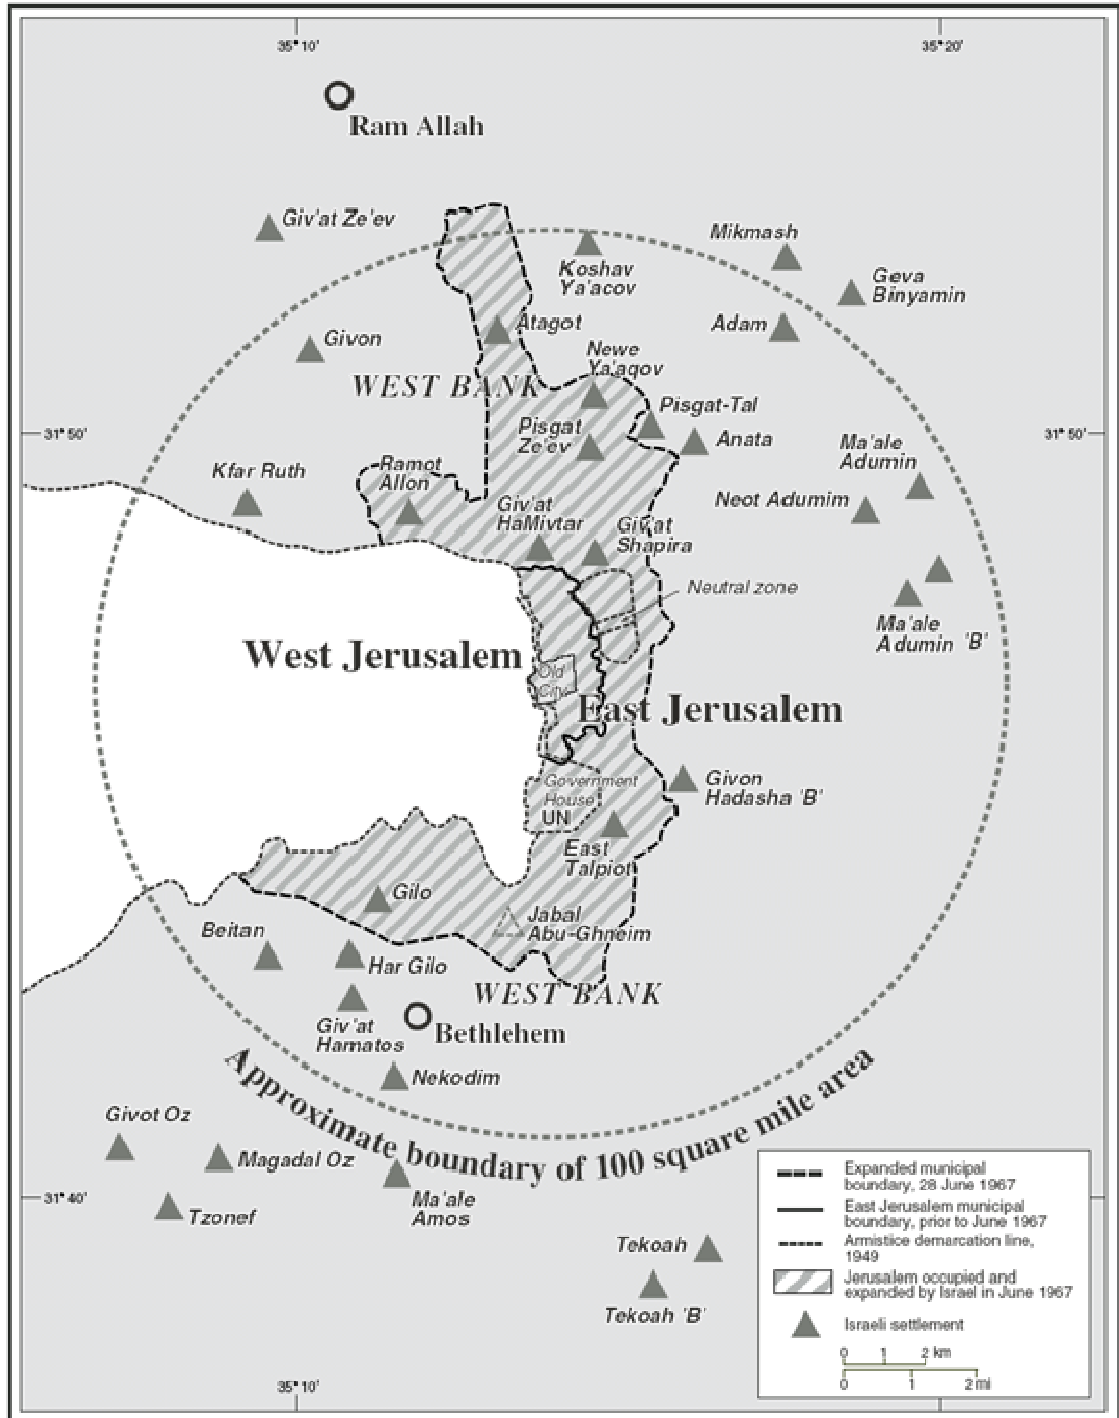 35° 10'
35° 20'
Ram Allah
Giv'at Ze'ev
Mikmash
Koshav
Ya'acov
Geva
Binyamin
Atagot
Adam
Givon
Newe
Ya'aqov
WEST BANK
Pisgat-Tal
Pisgat
Ze'ev
31° 50'
Anata
31° 50'
Ma'ale
Adumin
Kfar Ruth
Ramot
Allon
Neot Adumim
Giv'at
HaMivtar
Giv'at
Shapira
Neutral zone
Ma'ale
Adumin 'B'
West Jerusalem
Old
City
East Jerusalem
Government
House
UN
Givon
Hadasha 'B'
East
Talpiot
Gilo
Jabal
Abu-Ghneim
Beitan
Har Gilo
WEST BANK
Giv'at
Hamatos
Bethlehem
Nekodim
Approximate boundary of 100 square mile area
Givot Oz
Magadal Oz
Ma'ale
Amos
31° 40'
Tzonef
Tekoah
Tekoah 'B'
35° 10'
Expanded municipal
boundary, 28 June 1967
East Jerusalem municipal
boundary, prior to June 1967
Armistice demarcation line,
1949
Jerusalem occupied and
expanded by Israel in June 1967
Israeli settlement
0 1 2 km
0 1 2 mi